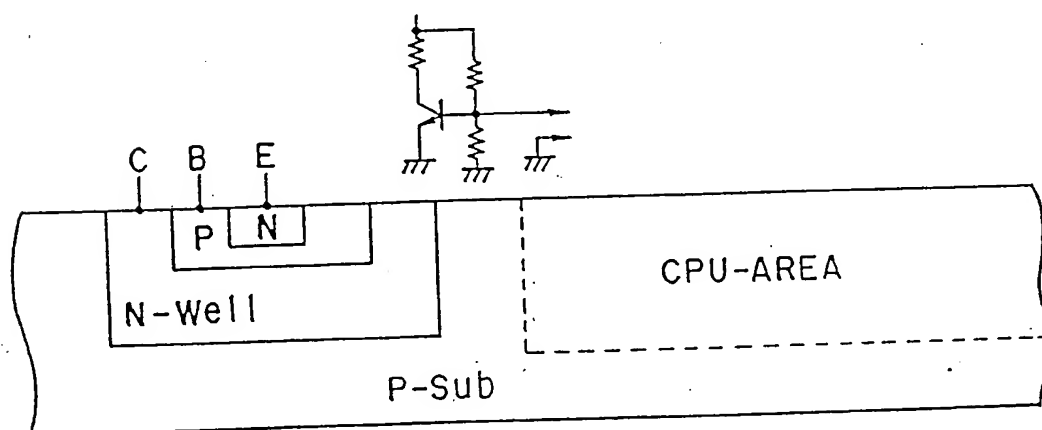 C B E
P N
CPU-AREA
N-Well
P-Sub